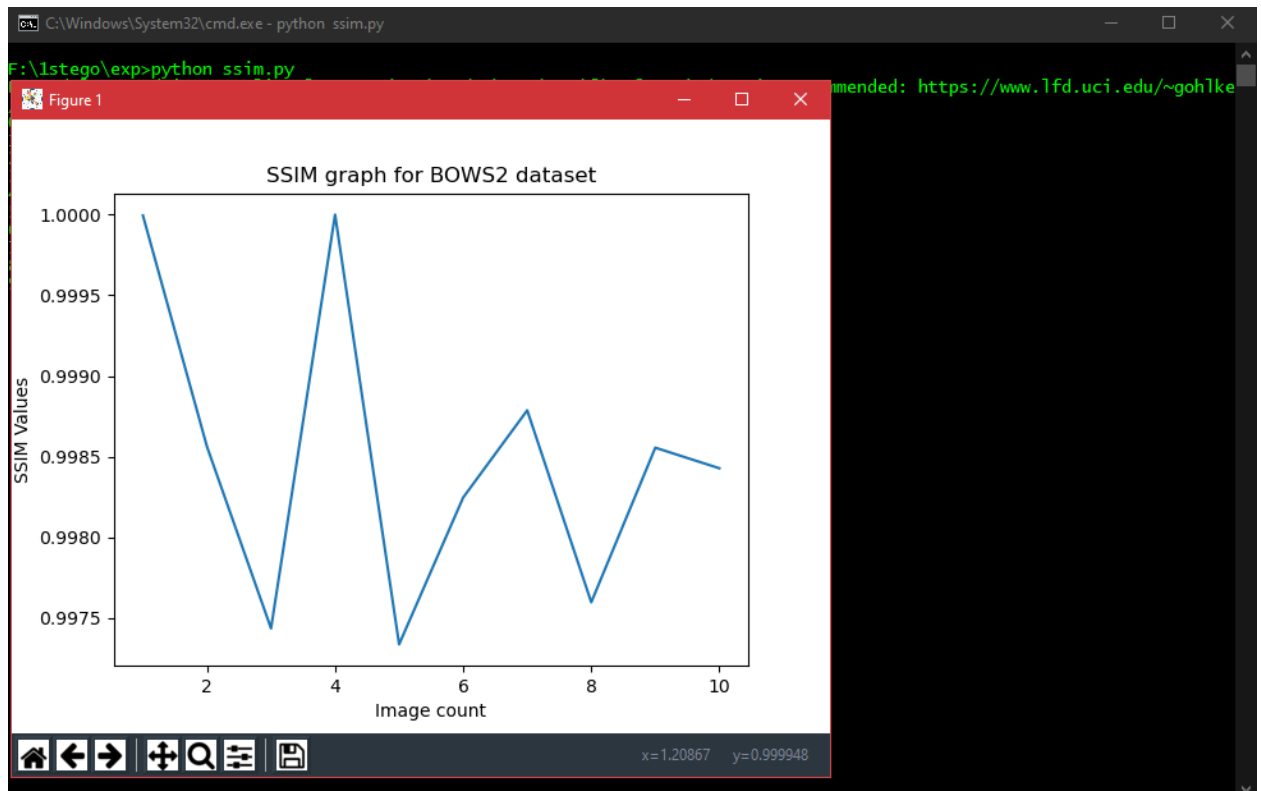 C:\Windows\System32\cmd.exe - python ssim.py
F:\1stego\exp>python ssim.py
mmended: https://www.lfd.uci.edu/~gohlke
Figure 1
SSIM graph for BOWS2 dataset
1.0000
0.9995
0.9990
0.9985
0.9980
0.9975
SSIM Values
2 4 6 8 10
Image count
x=1.20867 y=0.999948